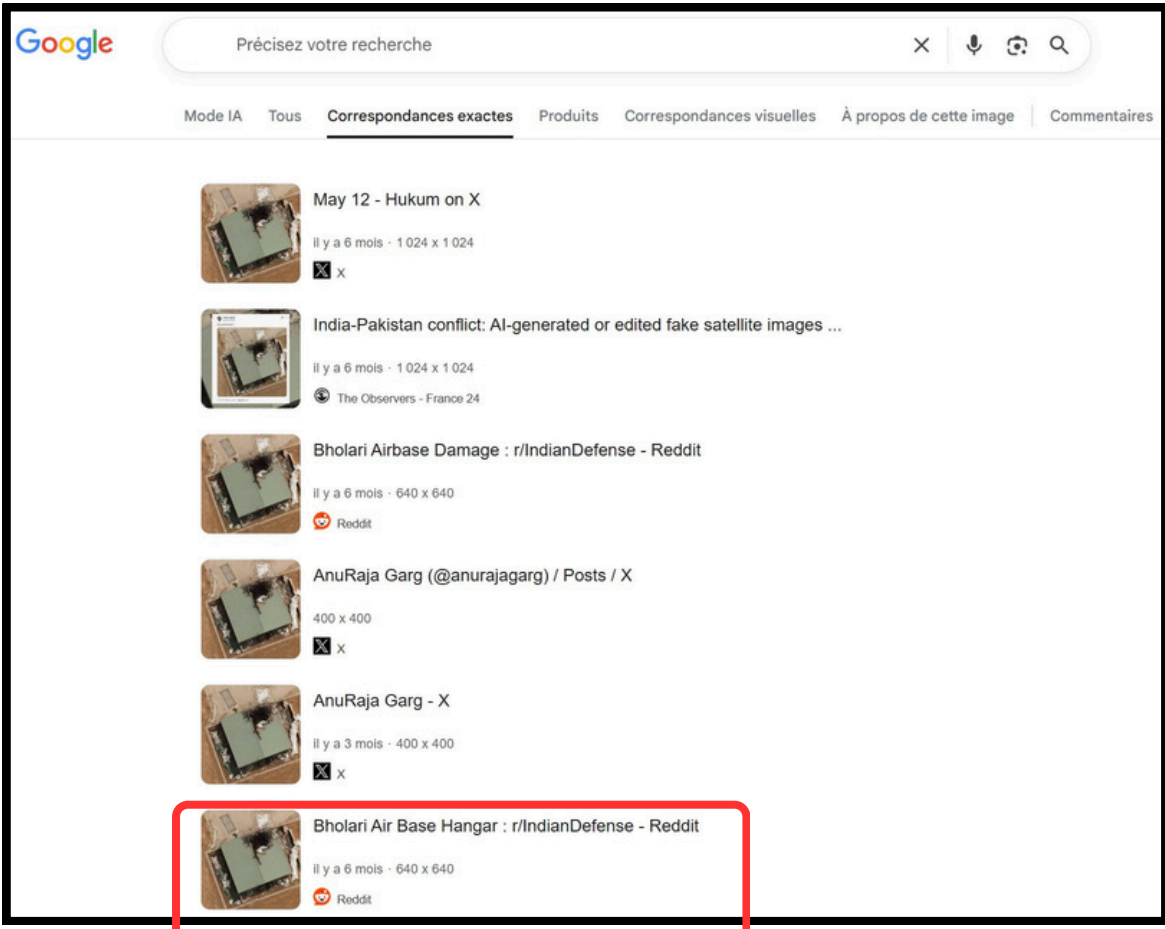 Google
Précisez votre recherche
Mode IA Tous Correspondances exactes Produits Correspondances visuelles À propos de cette image Commentaires
May 12 - Hukum on X
il y a 6 mois · 1 024 x 1 024
X
India-Pakistan conflict: AI-generated or edited fake satellite images ...
il y a 6 mois · 1 024 x 1 024
The Observers - France 24
Bholari Airbase Damage : r/IndianDefense - Reddit
il y a 6 mois · 640 x 640
Reddit
AnuRaja Garg (@anurajagarg) / Posts / X
400 x 400
X
AnuRaja Garg - X
il y a 3 mois · 400 x 400
X
Bholari Air Base Hangar : r/IndianDefense - Reddit
il y a 6 mois · 640 x 640
Reddit